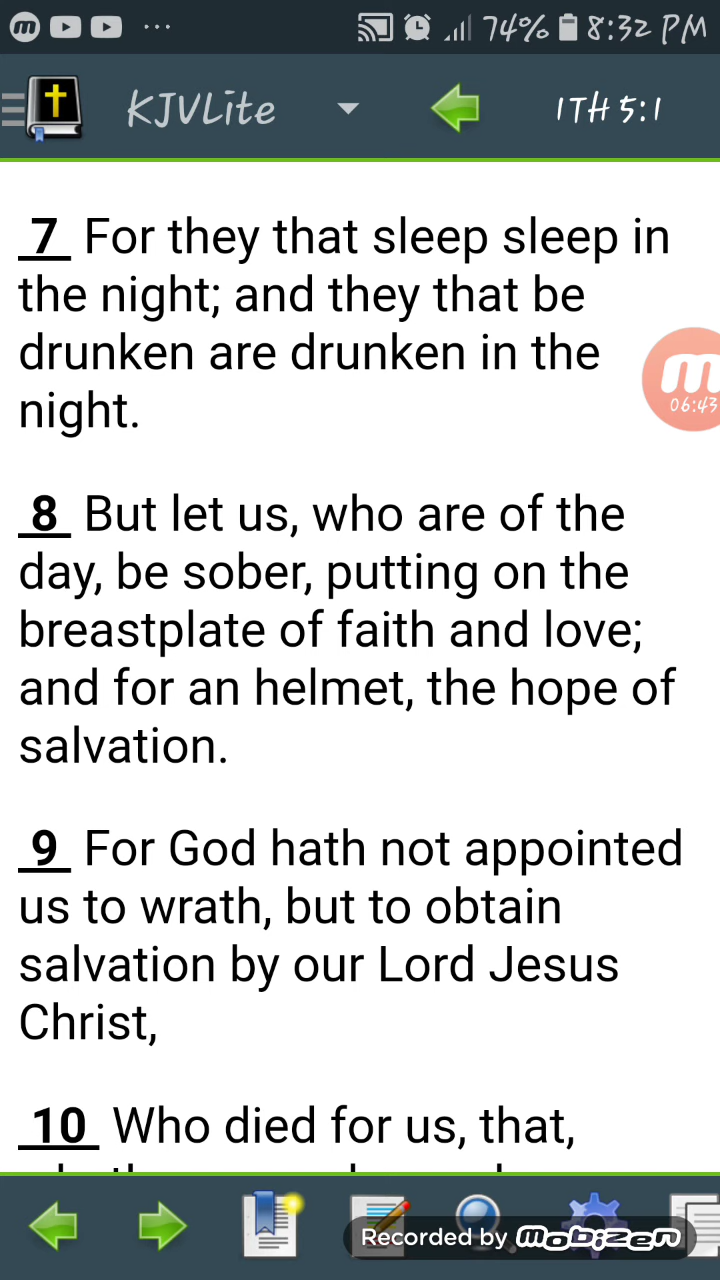 74% 8:32 PM
KJVLite 1TH 5:1
7 For they that sleep sleep in
the night; and they that be
drunken are drunken in the
night.
m
06:43
8 But let us, who are of the
day, be sober, putting on the
breastplate of faith and love;
and for an helmet, the hope of
salvation.
9 For God hath not appointed
us to wrath, but to obtain
salvation by our Lord Jesus
Christ,
10 Who died for us, that,
Recorded by mobizen